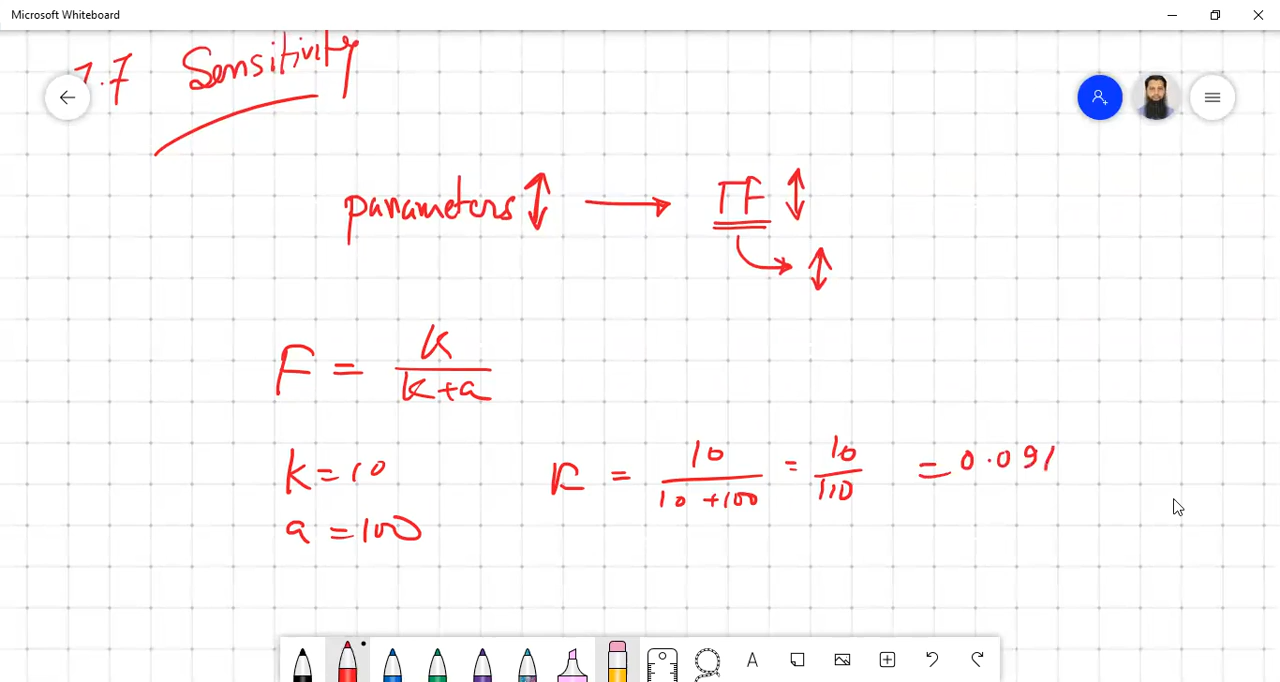 Microsoft Whiteboard
7.7 Sensitivity
parameters ↕ → TF ↕
↕
F = K / K+a
K = 10
F = 10 / 10+100 = 10 / 110 = 0.091
a = 100
A